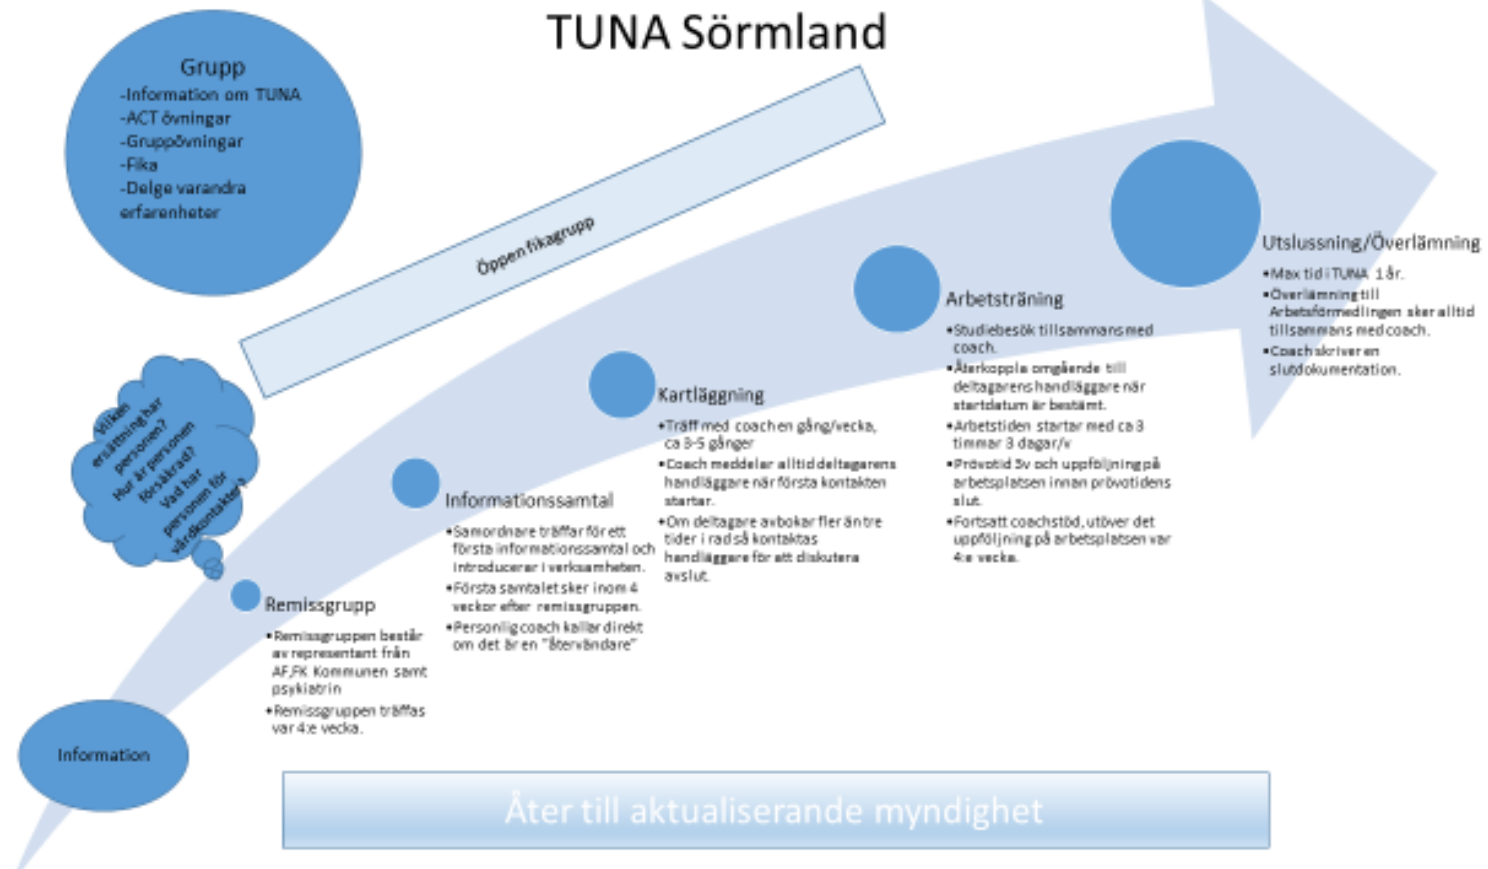 TUNA Sörmland
Grupp
-Information om TUNA
-ACT övningar
-Gruppövningar
-Fika
-Delge varandra
erfarenheter
Öppen fikagrupp
Vilken
ersättning har
personen?
Hur är personen
försäkrad?
Vad har
personen för
vårdkontakter?
Information
Remissgrupp
•Remissgruppen består
av representant från
AF,FK Kommunen samt
psykiatrin
•Remissgruppen träffas
var 4:e vecka.
Informationssamtal
•Samordnare träffar för ett
första informationssamtal och
introducerar i verksamheten.
•Första samtalet sker inom 4
veckor efter remissgruppen.
•Personlig coach kallar direkt
om det är en "återvändare"
Kartläggning
•Träff med coach en gång/vecka,
ca 3-5 gånger
•Coach meddelar alltid deltagarens
handläggare när första kontakten
startar.
•Om deltagare avbokar fler än tre
tider i rad så kontaktas
handläggare för att diskutera
avslut.
Arbetsträning
•Studiebesök tillsammans med
coach.
•Återkoppla omgående till
deltagarens handläggare när
startdatum är bestämt.
•Arbetstiden startar med ca 3
timmar 3 dagar/v
•Prövotid 3v och uppföljning på
arbetsplatsen innan prövotidens
slut.
•Fortsatt coachstöd, utöver det
uppföljning på arbetsplatsen var
4:e vecka.
Utslussning/Överlämning
•Max tid i TUNA 1 år.
•Överlämning till
Arbetsförmedlingen sker alltid
tillsammans med coach.
•Coach skriver en
slutdokumentation.
Åter till aktualiserande myndighet